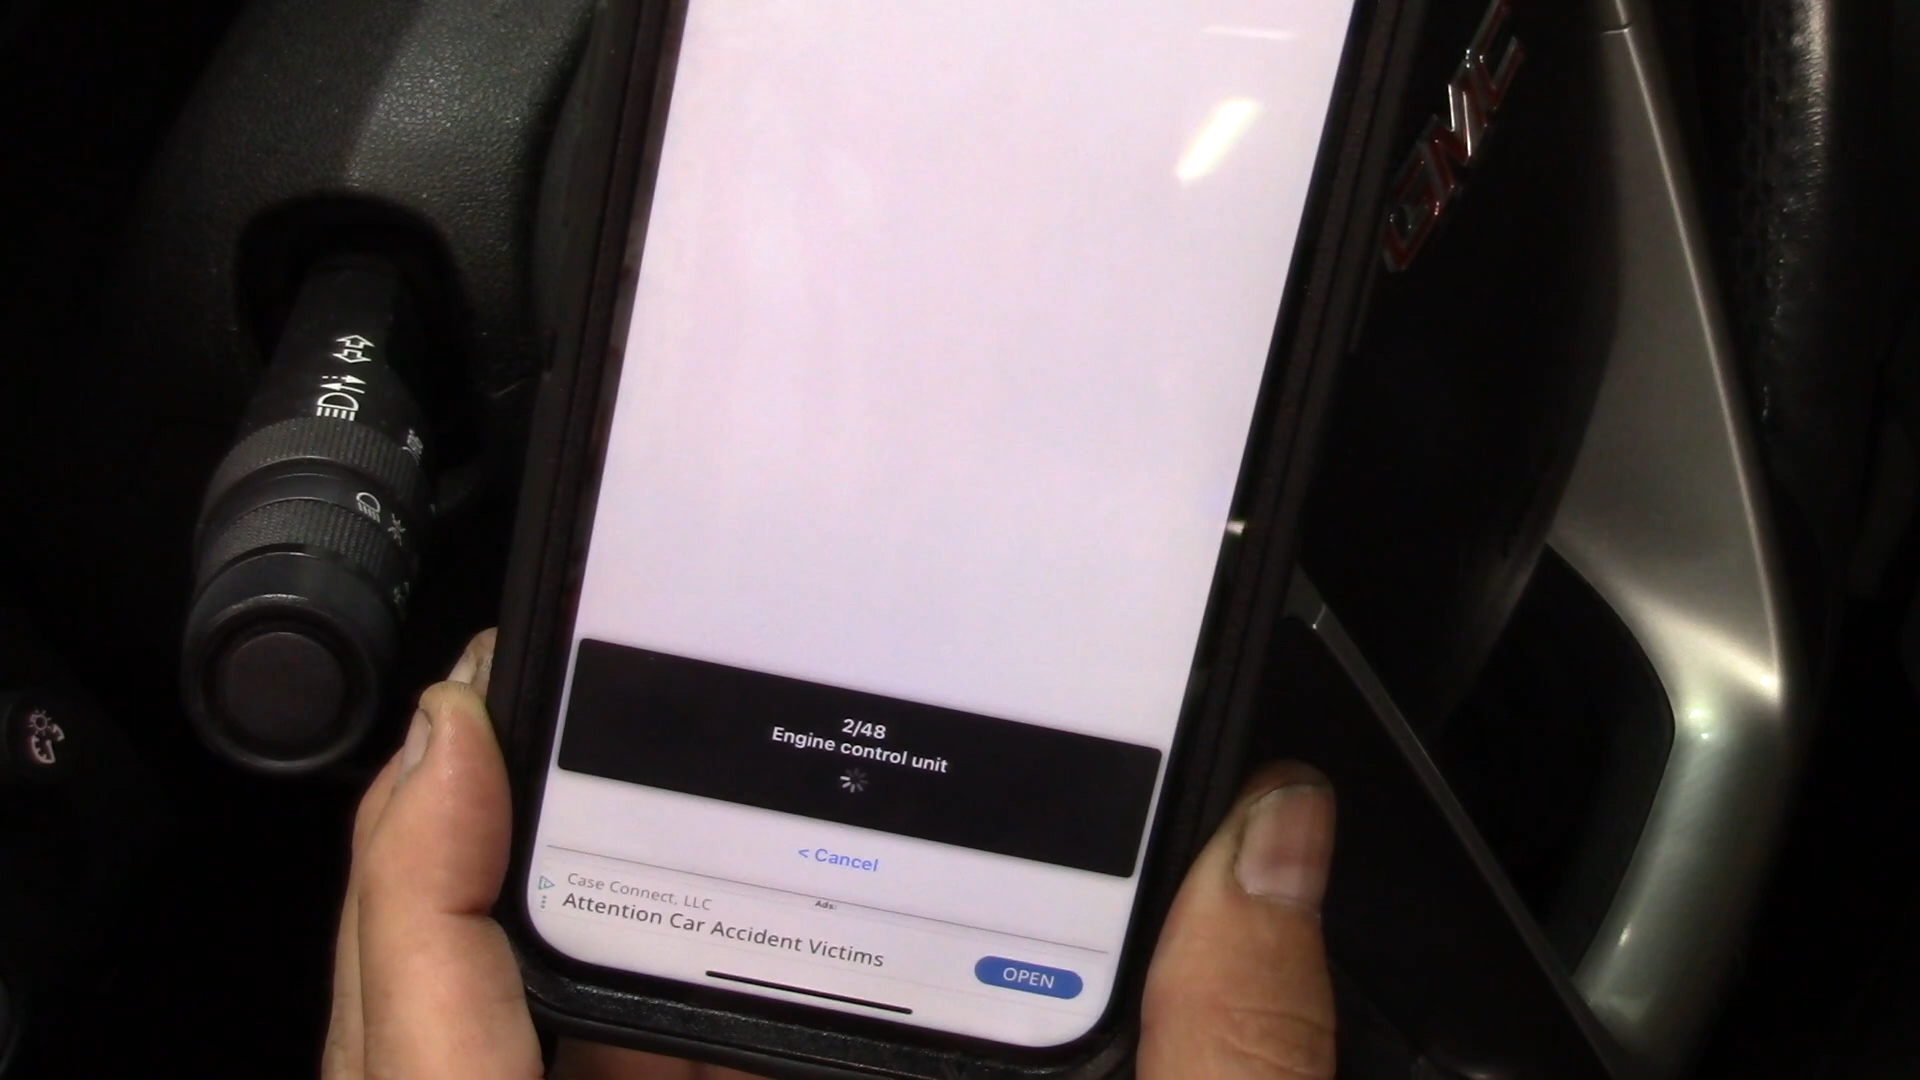 GMC
2/48
Engine control unit
< Cancel
Ads:
Case Connect, LLC
Attention Car Accident Victims
OPEN